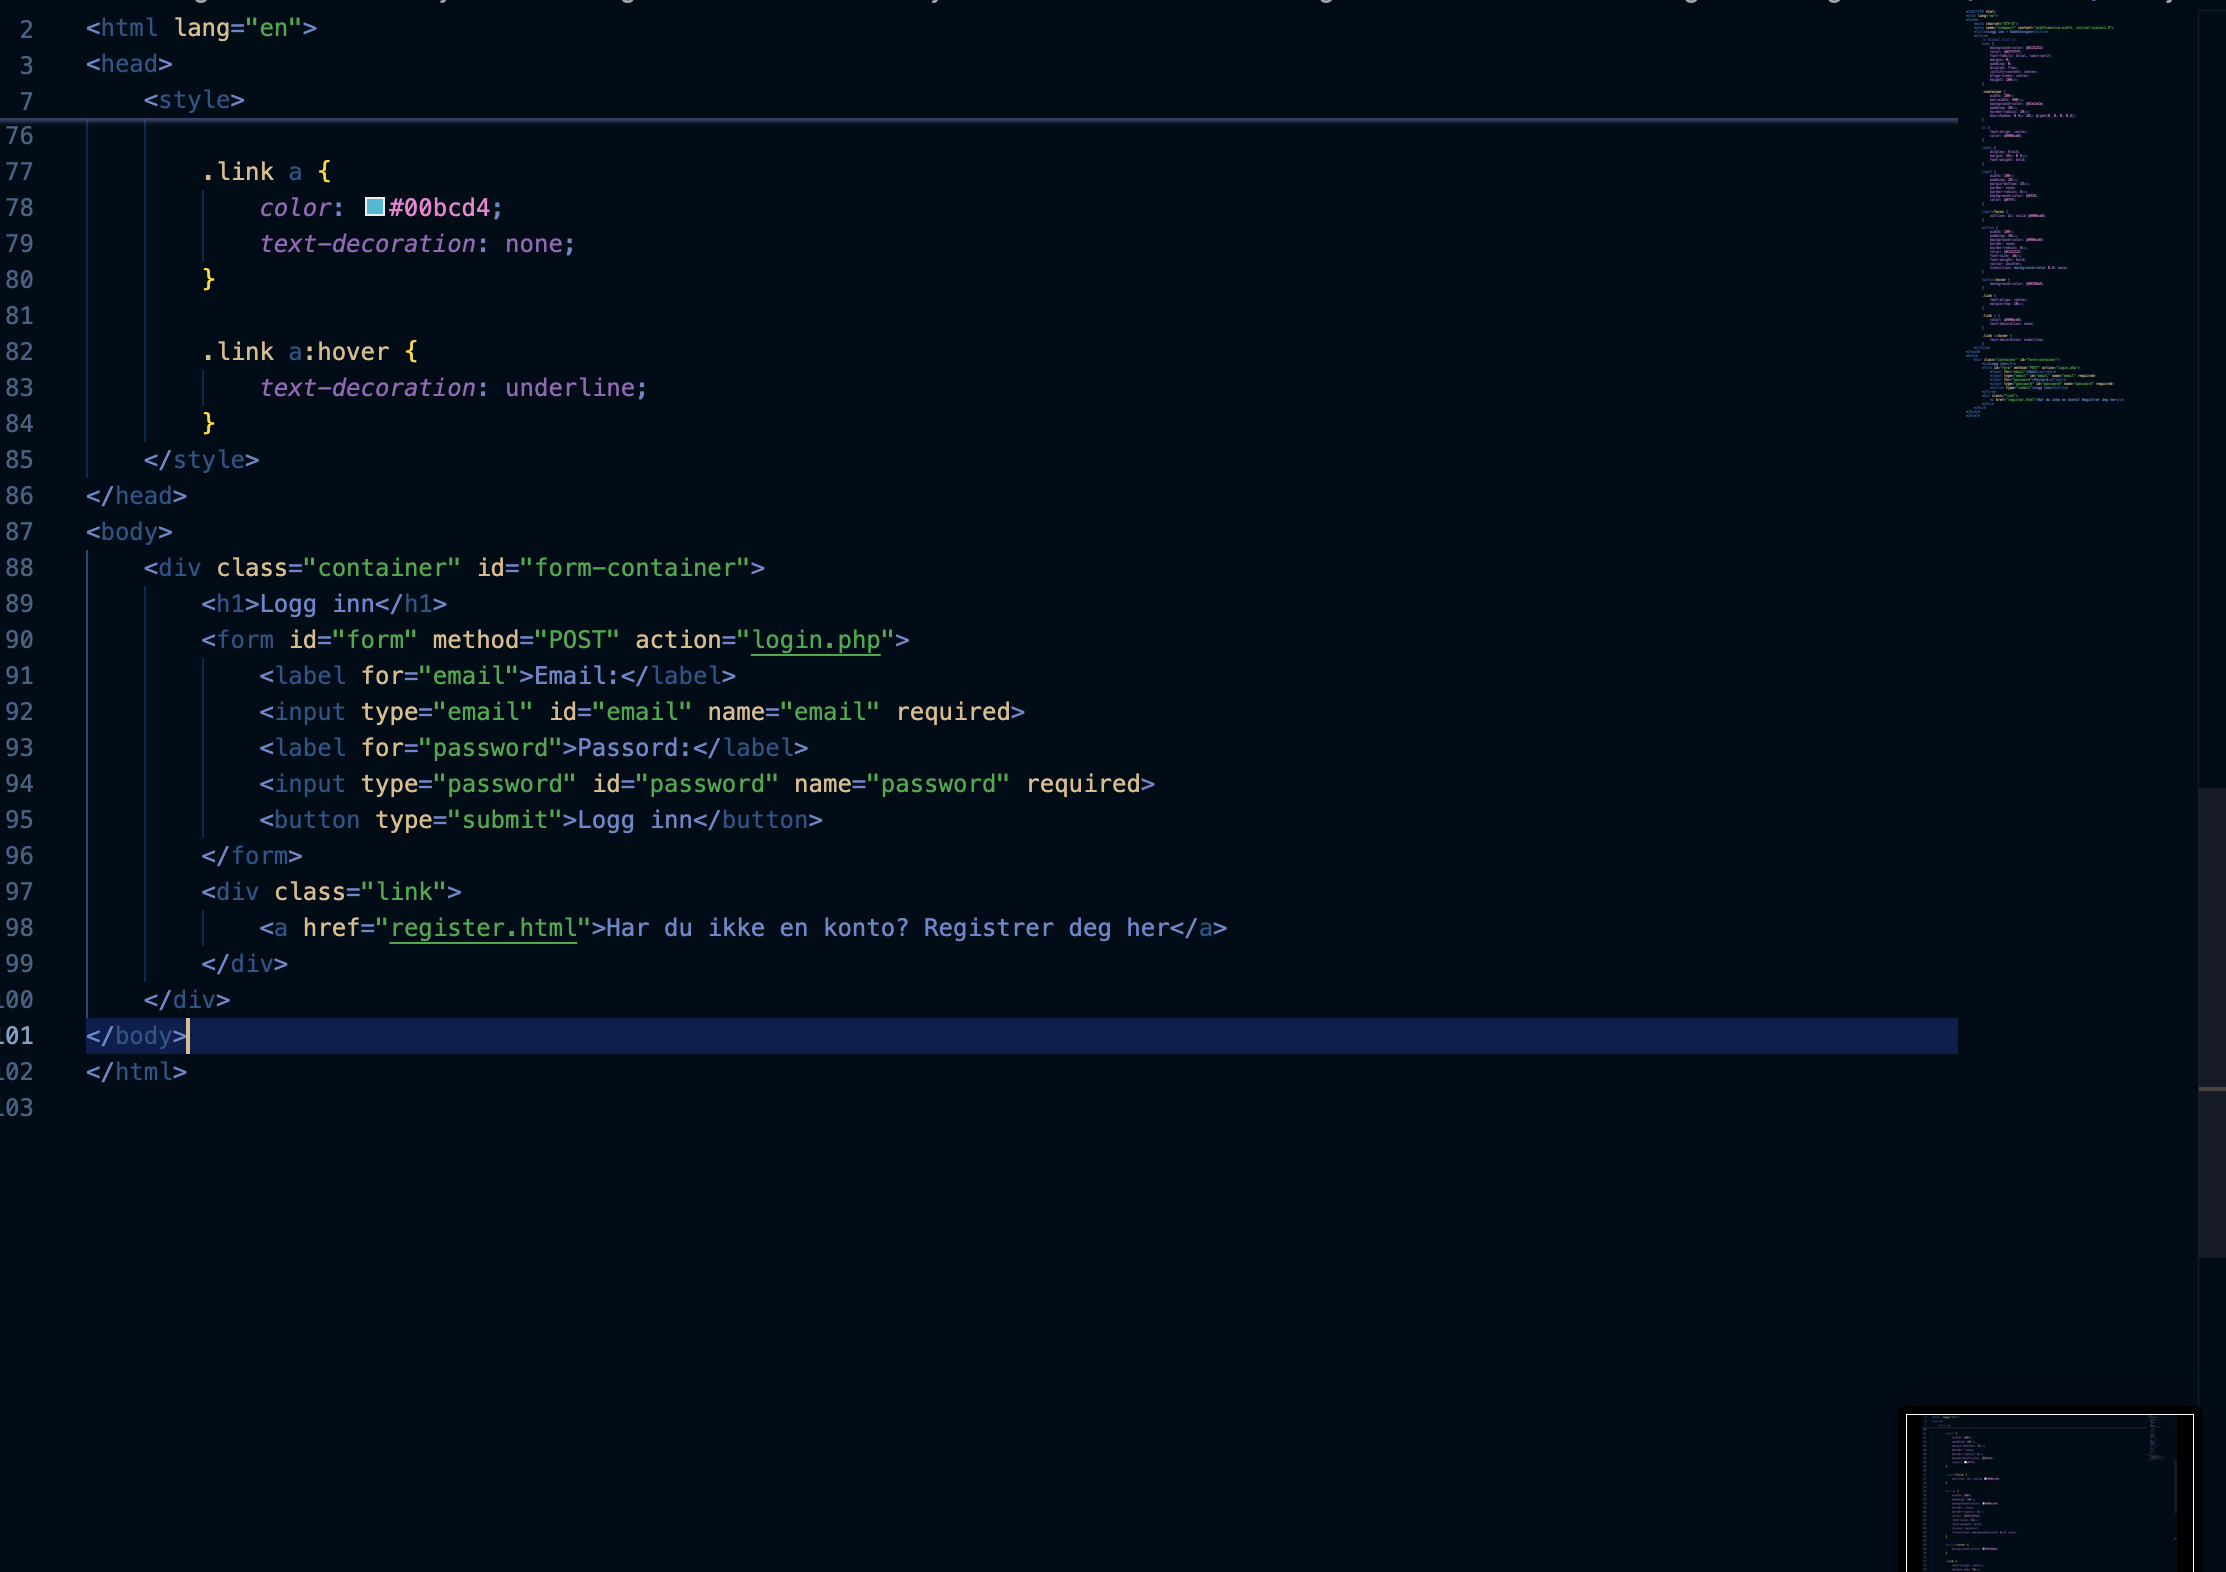 2 <html lang="en">
3 <head>
7 <style>
76
77 .link a {
78 color: #00bcd4;
79 text-decoration: none;
80 }
81
82 .link a:hover {
83 text-decoration: underline;
84 }
85 </style>
86 </head>
87 <body>
88 <div class="container" id="form-container">
89 <h1>Logg inn</h1>
90 <form id="form" method="POST" action="login.php">
91 <label for="email">Email:</label>
92 <input type="email" id="email" name="email" required>
93 <label for="password">Passord:</label>
94 <input type="password" id="password" name="password" required>
95 <button type="submit">Logg inn</button>
96 </form>
97 <div class="link">
98 <a href="register.html">Har du ikke en konto? Registrer deg her</a>
99 </div>
100 </div>
101 </body>
102 </html>
103